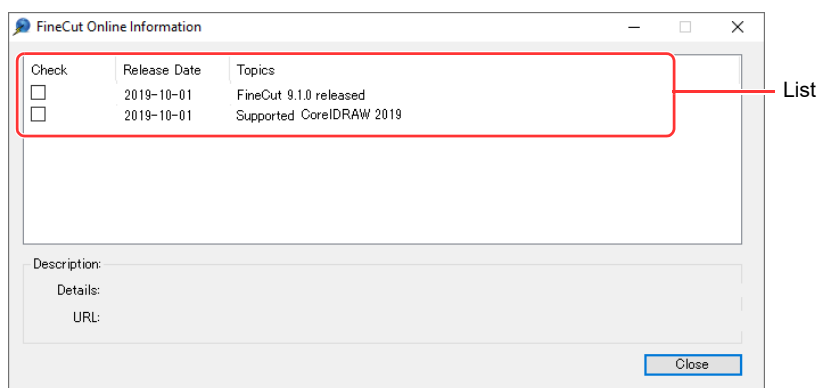 FineCut Online Information
Check Release Date Topics
2019-10-01 FineCut 9.1.0 released
2019-10-01 Supported CorelDRAW 2019
List
Description:
Details:
URL:
Close